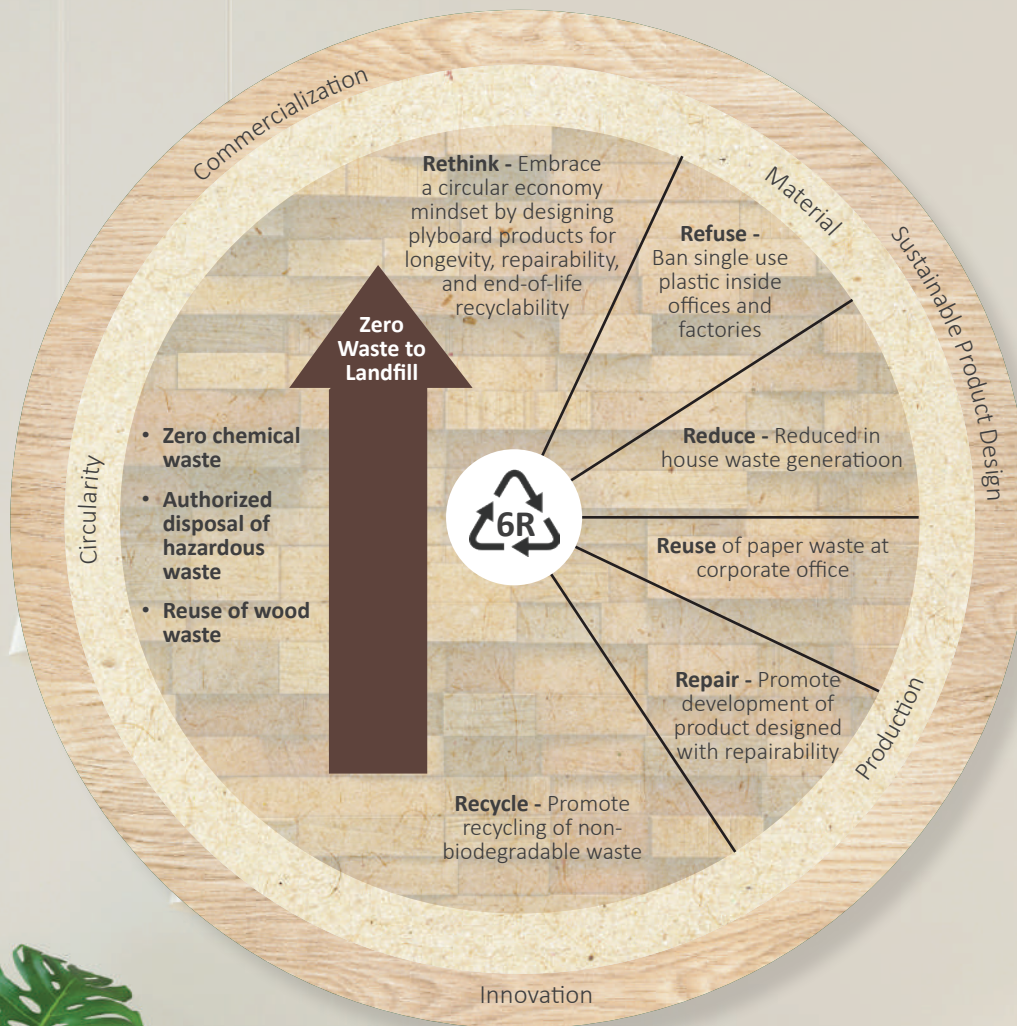 Commercialization
Material
Sustainable Product Design
Circularity
Production
Innovation
Rethink - Embrace
a circular economy
mindset by designing
plyboard products for
longevity, repairability,
and end-of-life
recyclability
Refuse -
Ban single use
plastic inside
offices and
factories
Reduce - Reduced in
house waste generatioon
Reuse of paper waste at
corporate office
Repair - Promote
development of
product designed
with repairability
Recycle - Promote
recycling of non-
biodegradable waste
6R
Zero
Waste to
Landfill
• Zero chemical
waste
• Authorized
disposal of
hazardous
waste
• Reuse of wood
waste